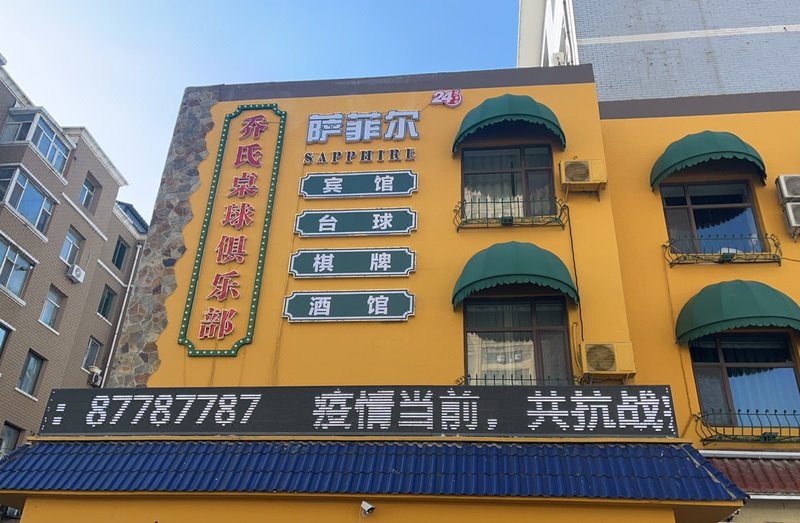 乔氏桌球俱乐部
萨菲尔
24
SAPPHIRE
宾馆
台球
棋牌
酒馆
：87787787 疫情当前，共抗战